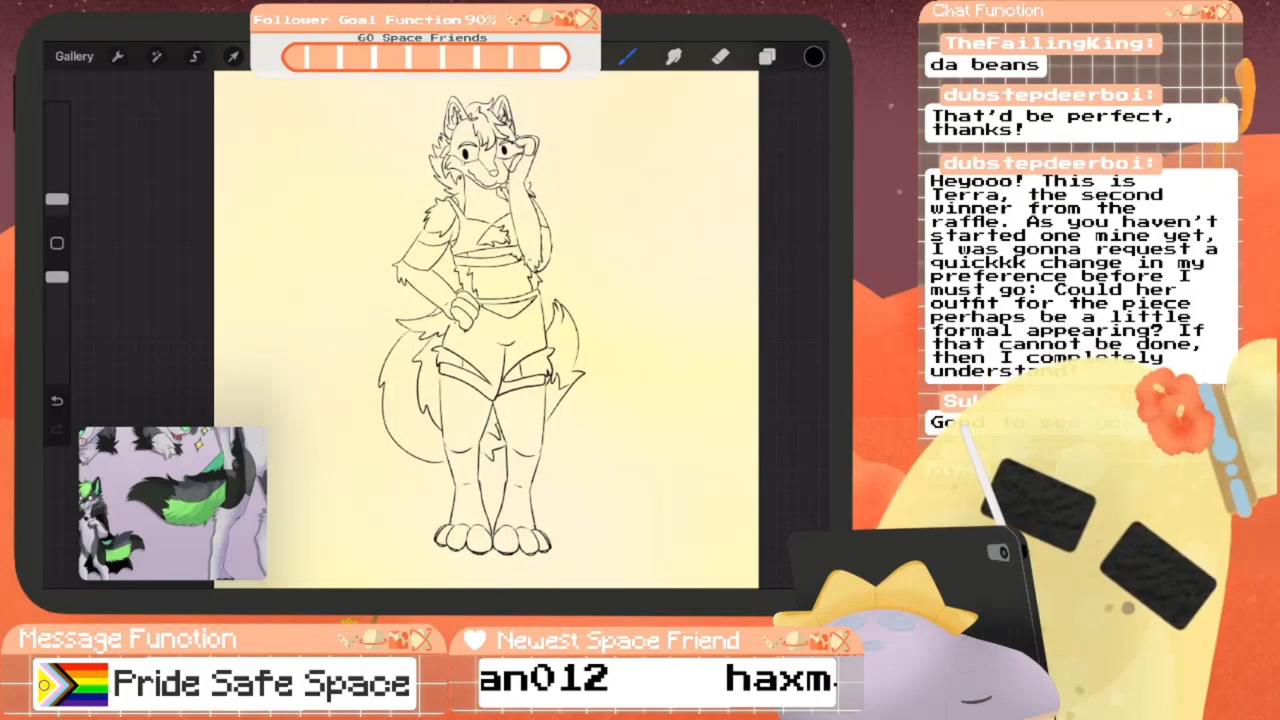 Follower Goal Function 90%
60 Space Friends
Gallery
Chat Function
TheFailingKing:
da beans
dubstepdeerboi:
That'd be perfect,
thanks!
dubstepdeerboi:
Heyooo! This is
Terra, the second
winner from the
raffle. As you haven't
started one mine yet,
I was gonna request a
quickkk change in my
preference before I
must go: Could her
outfit for the piece
perhaps be a little
formal appearing? If
that cannot be done,
then I completely
understand!
Message Function
Pride Safe Space
Newest Space Friend
an012 haxm